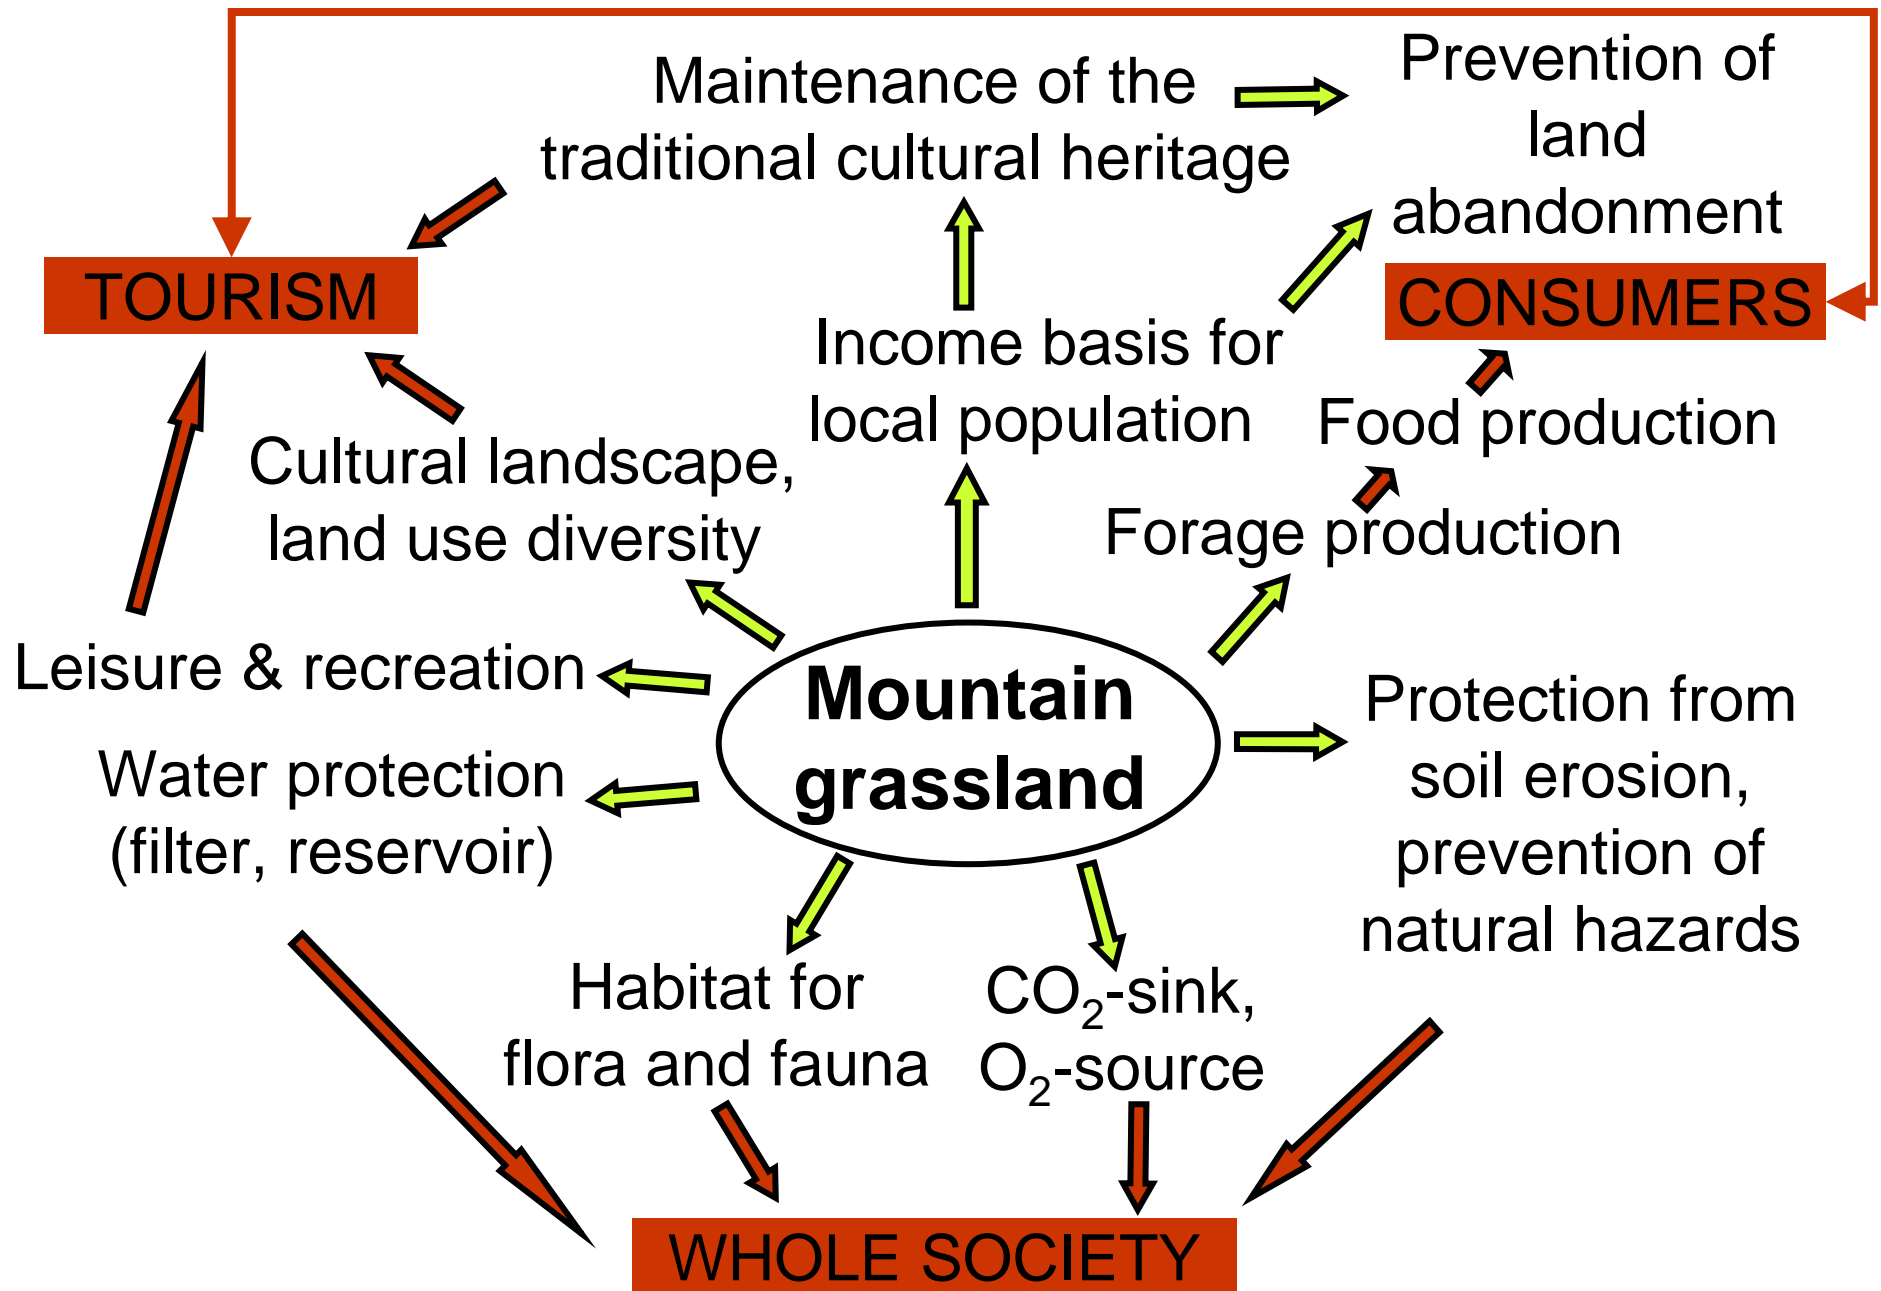 Maintenance of the
traditional cultural heritage
Prevention of
land
abandonment
TOURISM
CONSUMERS
Income basis for
local population
Food production
Cultural landscape,
land use diversity
Forage production
Leisure & recreation
Mountain
grassland
Protection from
soil erosion,
prevention of
natural hazards
Water protection
(filter, reservoir)
Habitat for
flora and fauna
CO₂-sink,
O₂-source
WHOLE SOCIETY